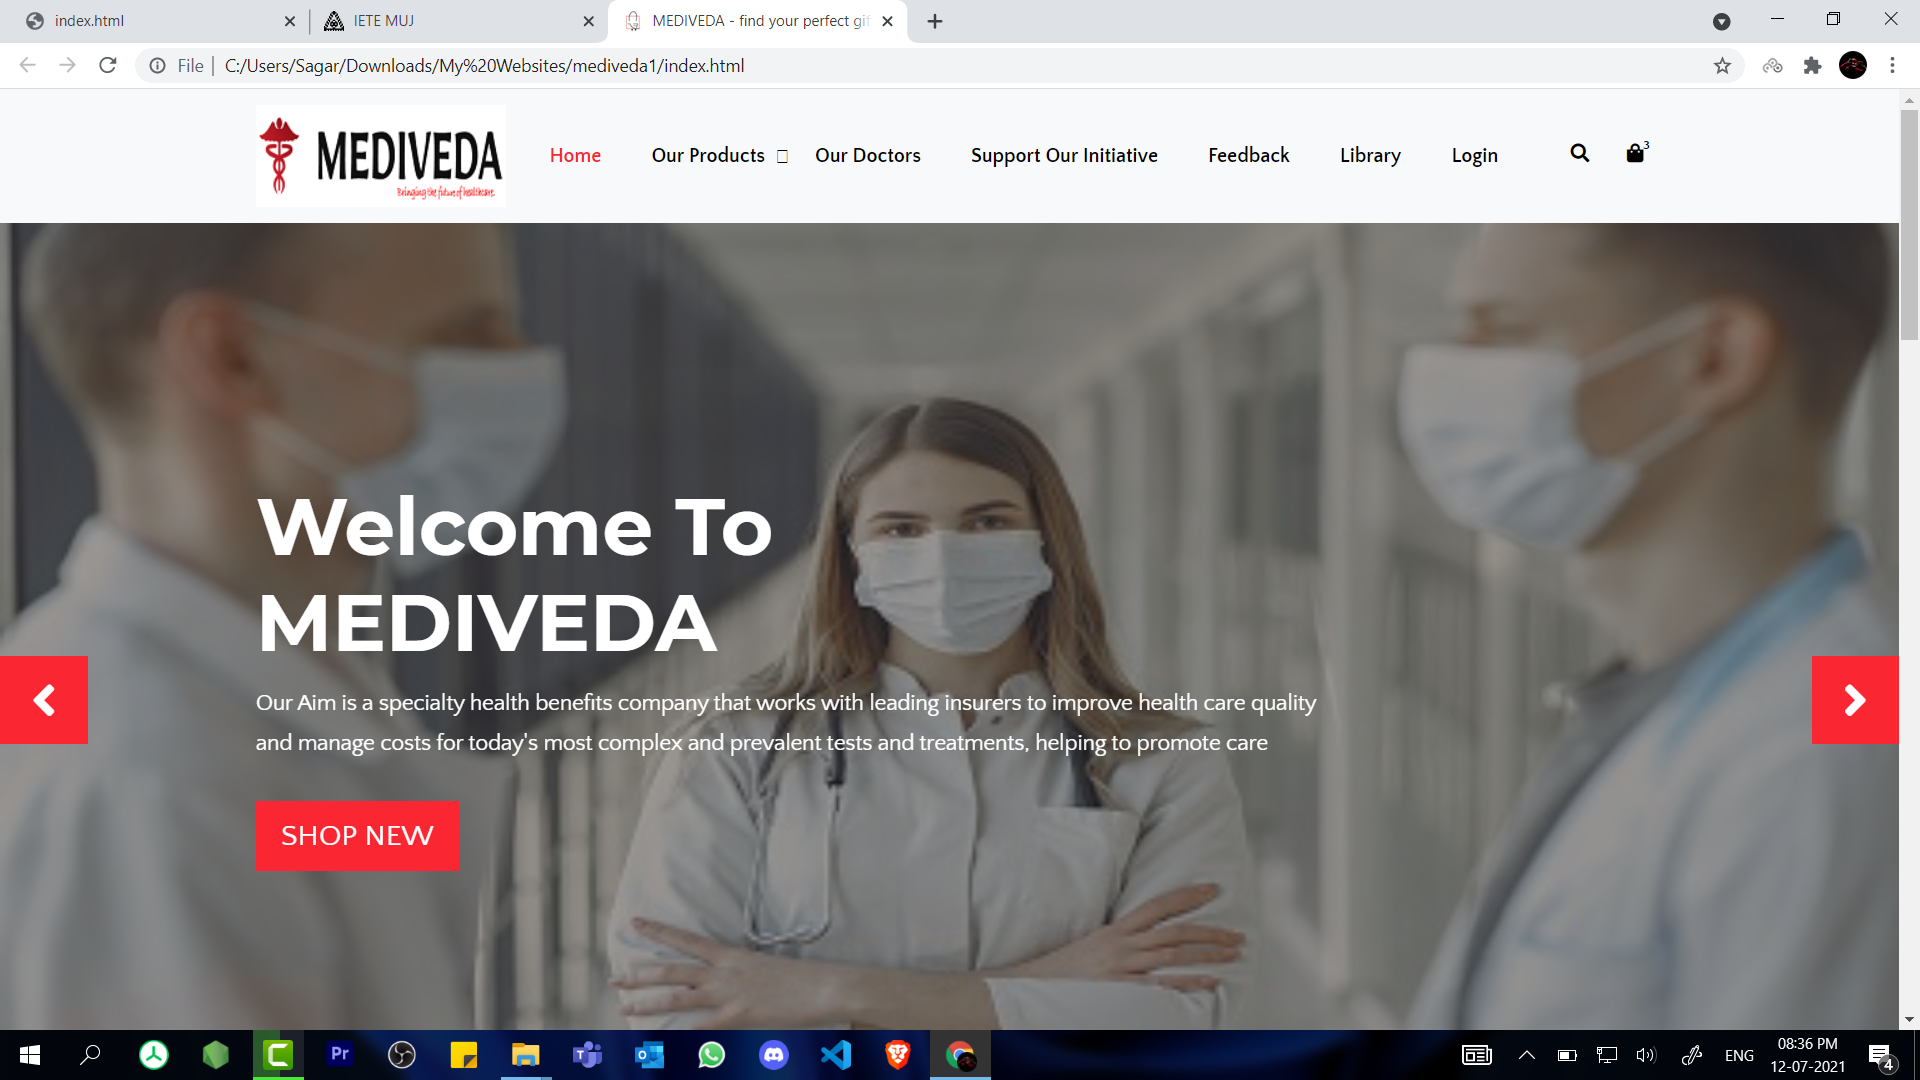 index.html
IETE MUJ
MEDIVEDA - find your perfect gif
File
C:/Users/Sagar/Downloads/My%20Websites/mediveda1/index.html
MEDIVEDA
Bringing the future of healthcare
Home
Our Products
Our Doctors
Support Our Initiative
Feedback
Library
Login
3
Welcome To
MEDIVEDA
Our Aim is a specialty health benefits company that works with leading insurers to improve health care quality
and manage costs for today's most complex and prevalent tests and treatments, helping to promote care
SHOP NEW
Pr
ENG
08:36 PM
12-07-2021
4